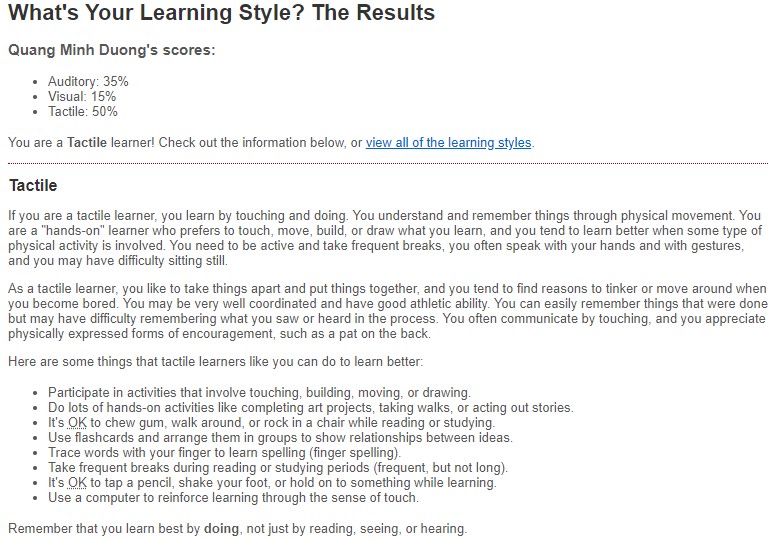 What's Your Learning Style? The Results
Quang Minh Duong's scores:
• Auditory: 35%
• Visual: 15%
• Tactile: 50%
You are a Tactile learner! Check out the information below, or view all of the learning styles.
Tactile
If you are a tactile learner, you learn by touching and doing. You understand and remember things through physical movement. You
are a "hands-on" learner who prefers to touch, move, build, or draw what you learn, and you tend to learn better when some type of
physical activity is involved. You need to be active and take frequent breaks, you often speak with your hands and with gestures,
and you may have difficulty sitting still.
As a tactile learner, you like to take things apart and put things together, and you tend to find reasons to tinker or move around when
you become bored. You may be very well coordinated and have good athletic ability. You can easily remember things that were done
but may have difficulty remembering what you saw or heard in the process. You often communicate by touching, and you appreciate
physically expressed forms of encouragement, such as a pat on the back.
Here are some things that tactile learners like you can do to learn better:
• Participate in activities that involve touching, building, moving, or drawing.
• Do lots of hands-on activities like completing art projects, taking walks, or acting out stories.
• It's OK to chew gum, walk around, or rock in a chair while reading or studying.
• Use flashcards and arrange them in groups to show relationships between ideas.
• Trace words with your finger to learn spelling (finger spelling).
• Take frequent breaks during reading or studying periods (frequent, but not long).
• It's OK to tap a pencil, shake your foot, or hold on to something while learning.
• Use a computer to reinforce learning through the sense of touch.
Remember that you learn best by doing, not just by reading, seeing, or hearing.